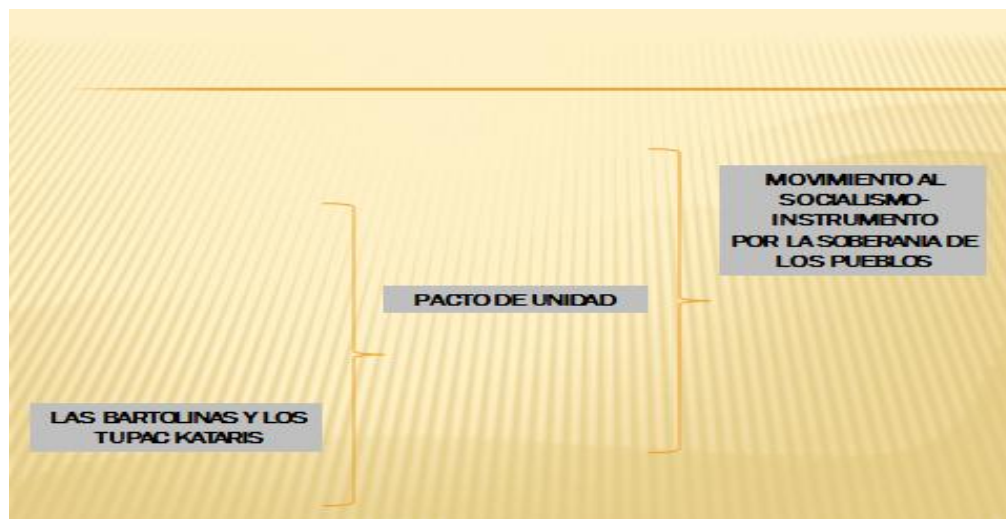 MOVIMIENTO AL
SOCIALISMO-
INSTRUMENTO
POR LA SOBERANIA DE
LOS PUEBLOS
PACTO DE UNIDAD
LAS BARTOLINAS Y LOS
TUPAC KATARIS